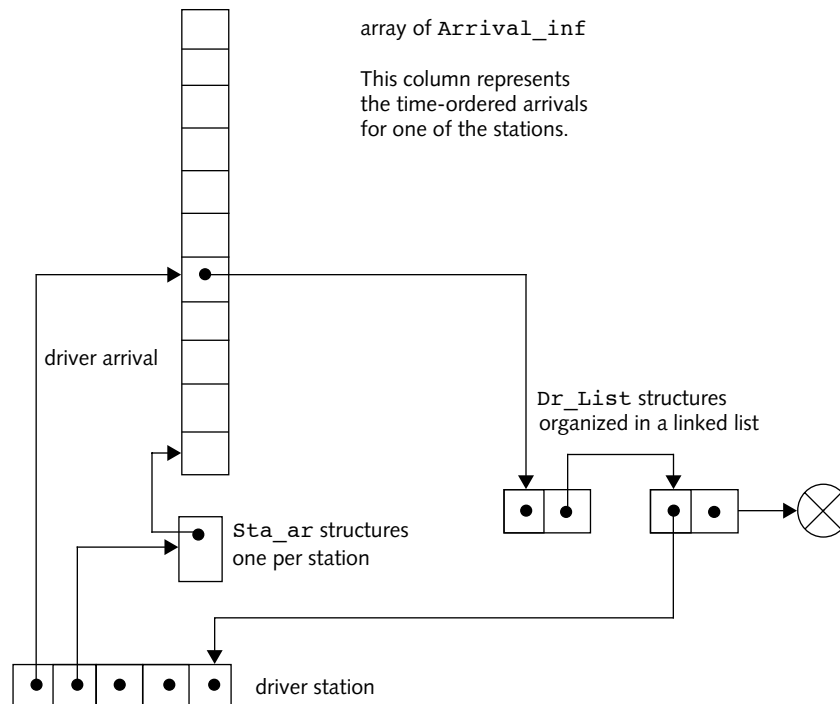 array of Arrival_inf
This column represents
the time-ordered arrivals
for one of the stations.
driver arrival
Dr_List structures
organized in a linked list
Sta_ar structures
one per station
driver station